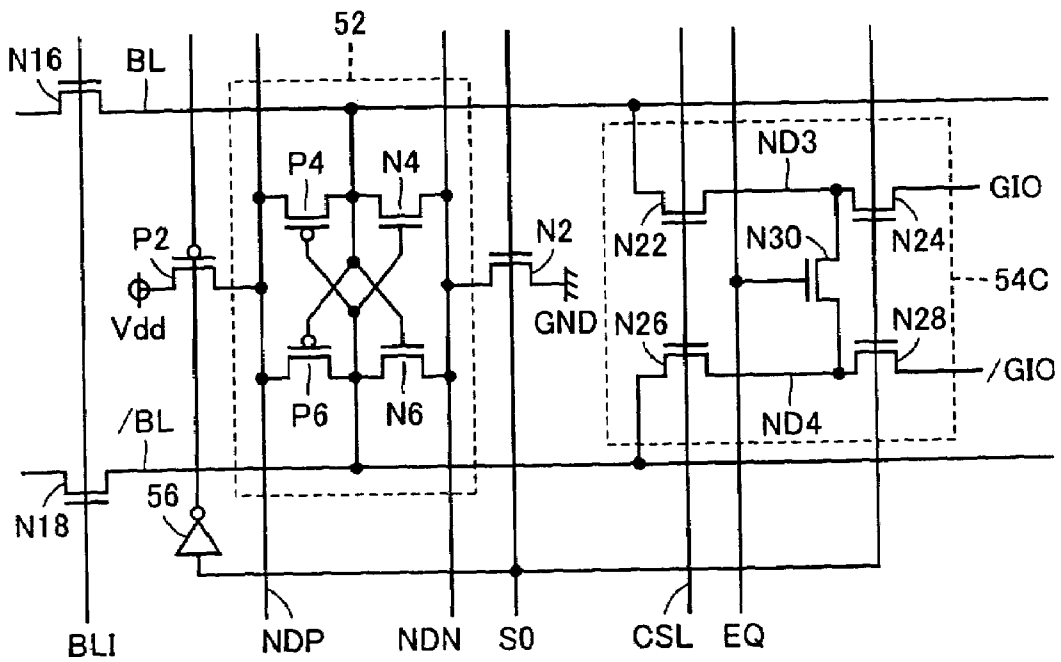 52
N16
BL
ND3
P4
N4
GIO
P2
N2
N22
N30
N24
54C
Vdd
GND
N26
N28
P6
N6
/GIO
ND4
/BL
N18
56
BLI
NDP
NDN
S0
CSL
EQ